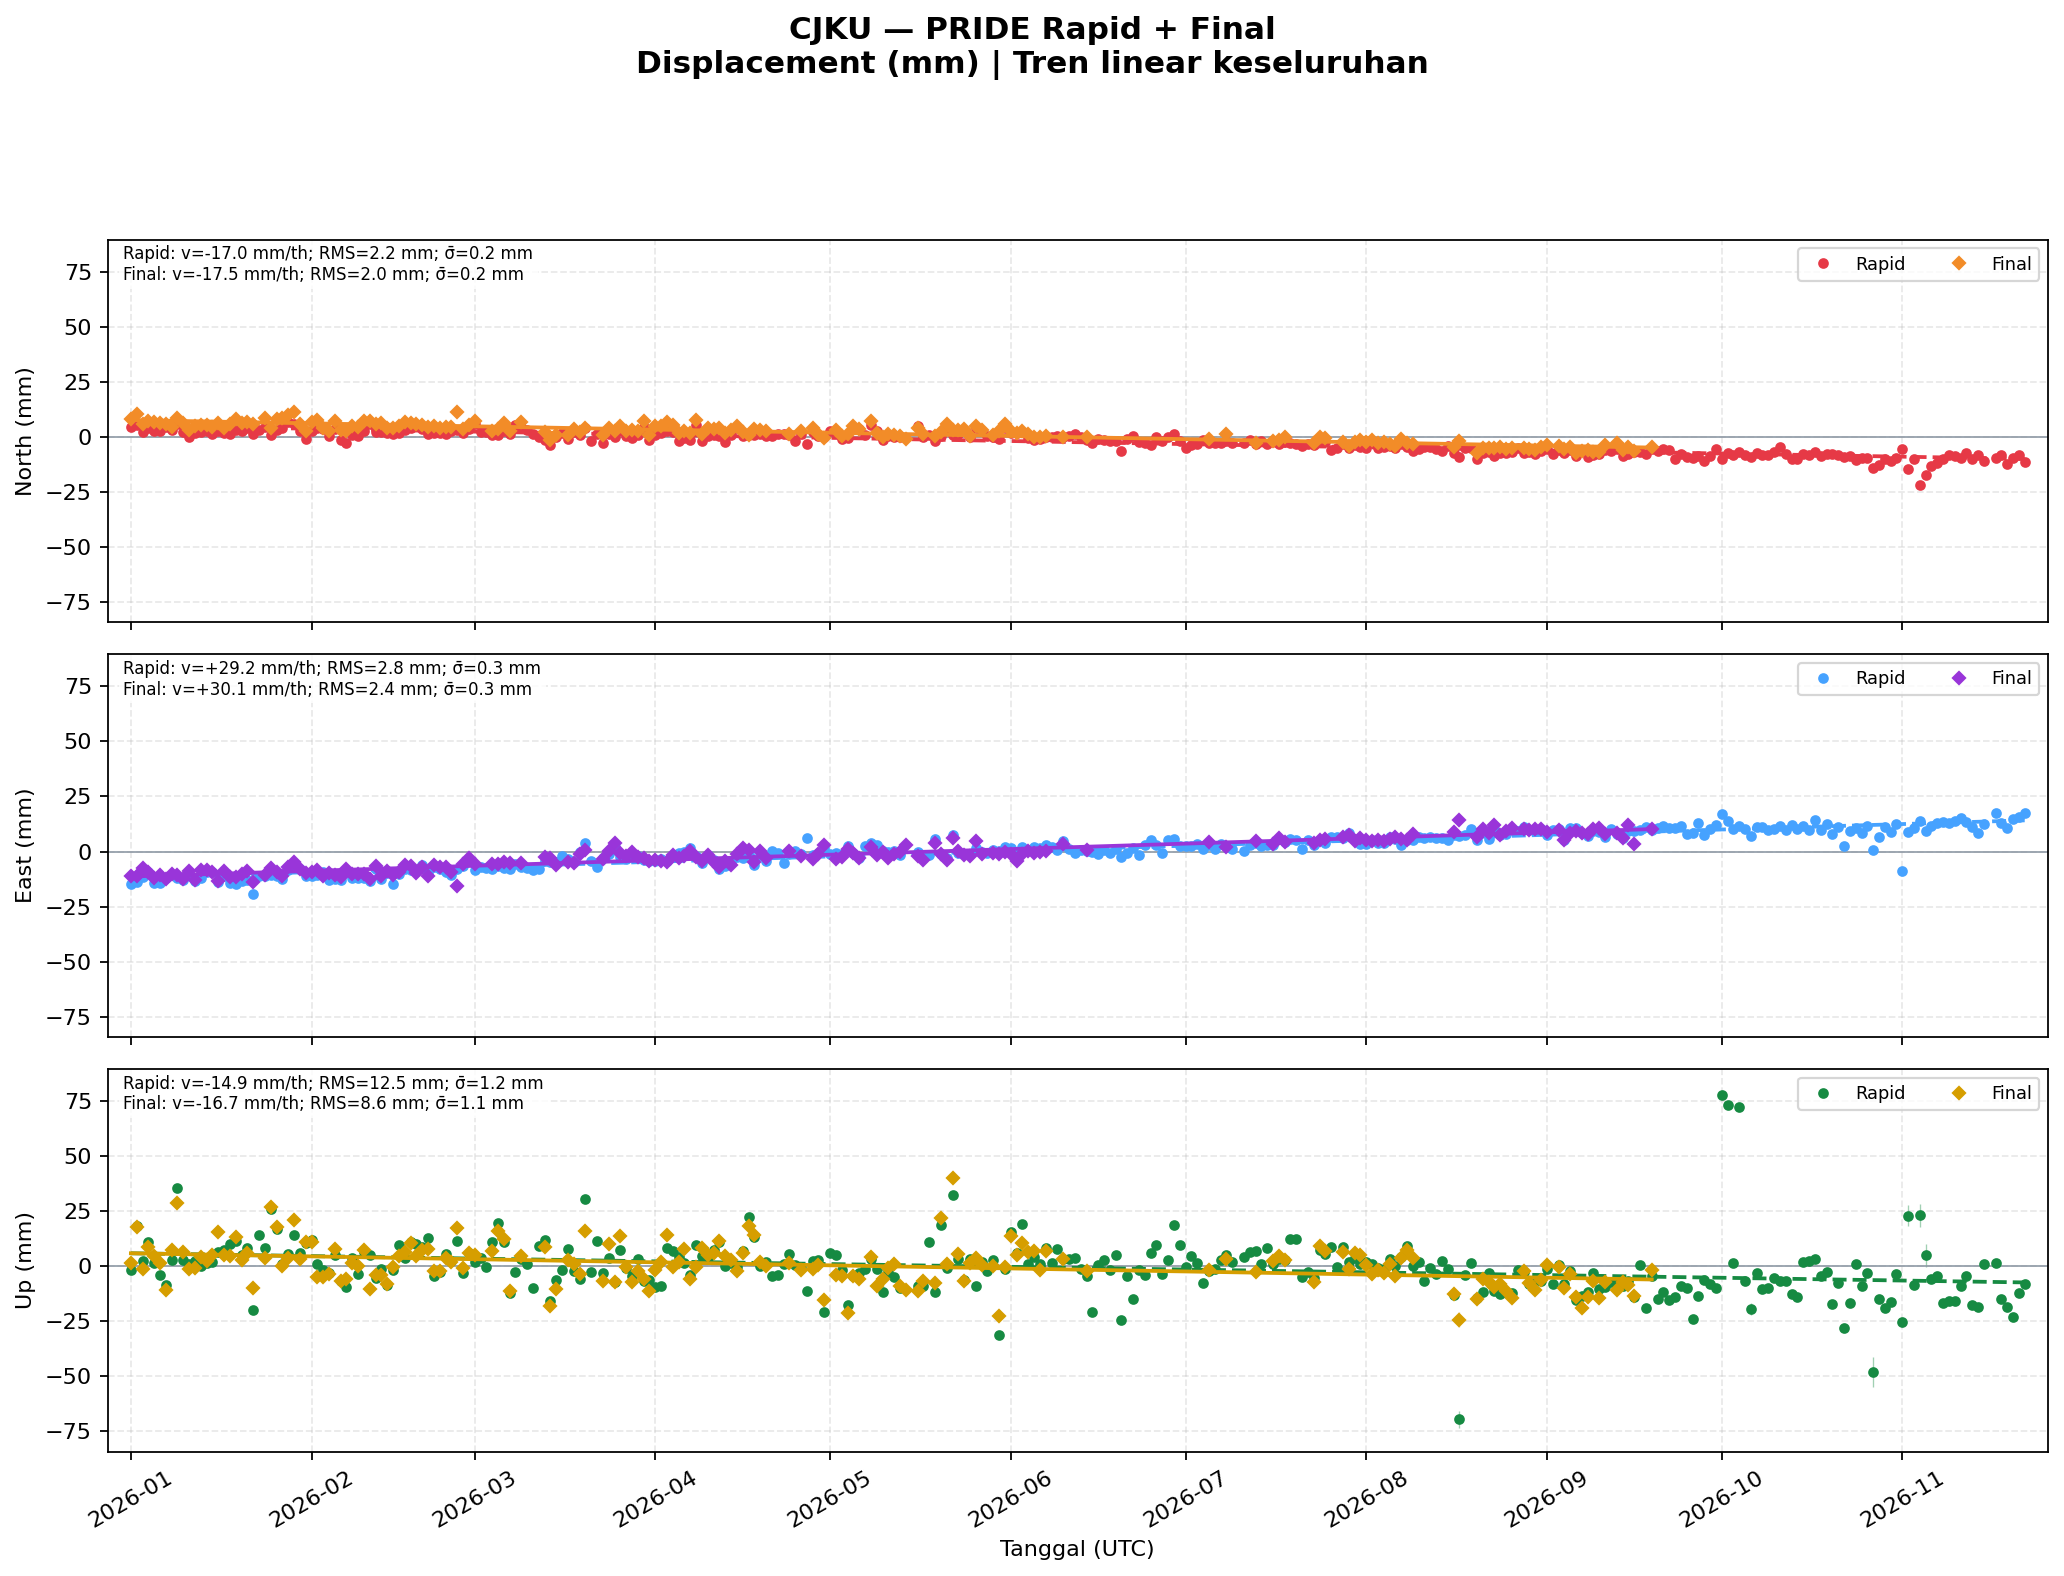 CJKU — PRIDE Rapid + Final
Displacement (mm) | Tren linear keseluruhan
Rapid: v=-17.0 mm/th; RMS=2.2 mm; σ̄=0.2 mm
Final: v=-17.5 mm/th; RMS=2.0 mm; σ̄=0.2 mm
Rapid Final
North (mm)
75
50
25
0
−25
−50
−75
Rapid: v=+29.2 mm/th; RMS=2.8 mm; σ̄=0.3 mm
Final: v=+30.1 mm/th; RMS=2.4 mm; σ̄=0.3 mm
Rapid Final
East (mm)
75
50
25
0
−25
−50
−75
Rapid: v=-14.9 mm/th; RMS=12.5 mm; σ̄=1.2 mm
Final: v=-16.7 mm/th; RMS=8.6 mm; σ̄=1.1 mm
Rapid Final
Up (mm)
75
50
25
0
−25
−50
−75
2026-01 2026-02 2026-03 2026-04 2026-05 2026-06 2026-07 2026-08 2026-09 2026-10 2026-11
Tanggal (UTC)